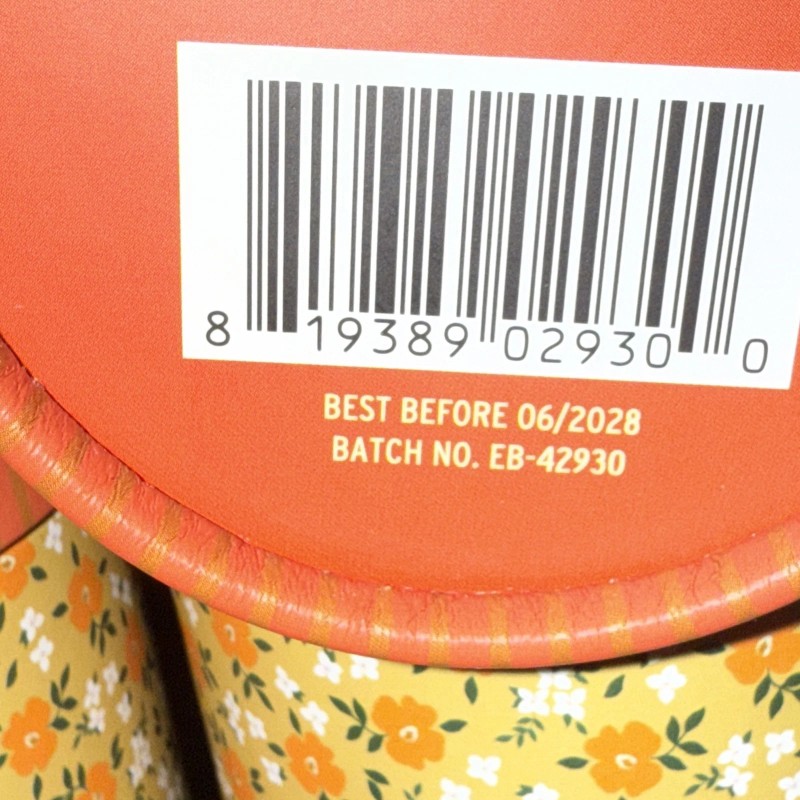 8 19389 02930 0
BEST BEFORE 06/2028
BATCH NO. EB-42930